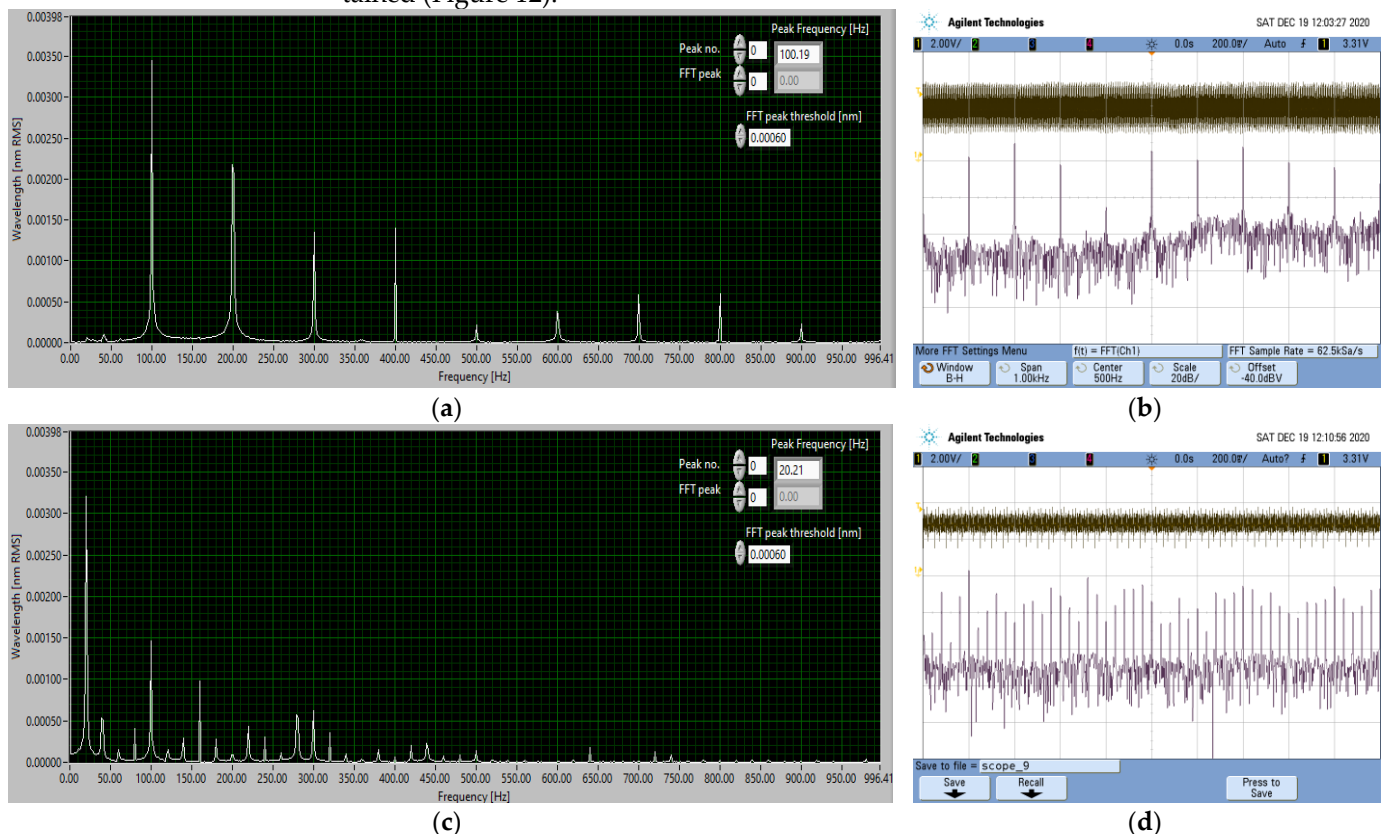 tained (Figure 12).
0.00398
0.00350
0.00300
0.00250
0.00200
0.00150
0.00100
0.00050
0.00000
Wavelength [nm RMS]
Peak Frequency [Hz]
Peak no. 0 100.19
FFT peak 0 0.00
FFT peak threshold [nm]
0.00060
0.00 50.00 100.00 150.00 200.00 250.00 300.00 350.00 400.00 450.00 500.00 550.00 600.00 650.00 700.00 750.00 800.00 850.00 900.00 996.41
Frequency [Hz]
(a)
Agilent Technologies SAT DEC 19 12:03:27 2020
1 2.00V/ 2 3 4 0.0s 200.0ms/ Auto 1 3.31V
More FFT Settings Menu f(t) = FFT(Ch1) FFT Sample Rate = 62.5kSa/s
Window Span Center Scale Offset
B-H 1.00kHz 500Hz 20dB/ -40.0dBV
(b)
0.00398
0.00350
0.00300
0.00250
0.00200
0.00150
0.00100
0.00050
0.00000
Wavelength [nm RMS]
Peak Frequency [Hz]
Peak no. 0 20.21
FFT peak 0 0.00
FFT peak threshold [nm]
0.00060
0.00 50.00 100.00 150.00 200.00 250.00 300.00 350.00 400.00 450.00 500.00 550.00 600.00 650.00 700.00 750.00 800.00 850.00 900.00 996.41
Frequency [Hz]
(c)
Agilent Technologies SAT DEC 19 12:10:56 2020
1 2.00V/ 2 3 4 0.0s 200.0ms/ Auto? 1 3.31V
Save to file = scope_9
Save Recall Press to
Save
(d)